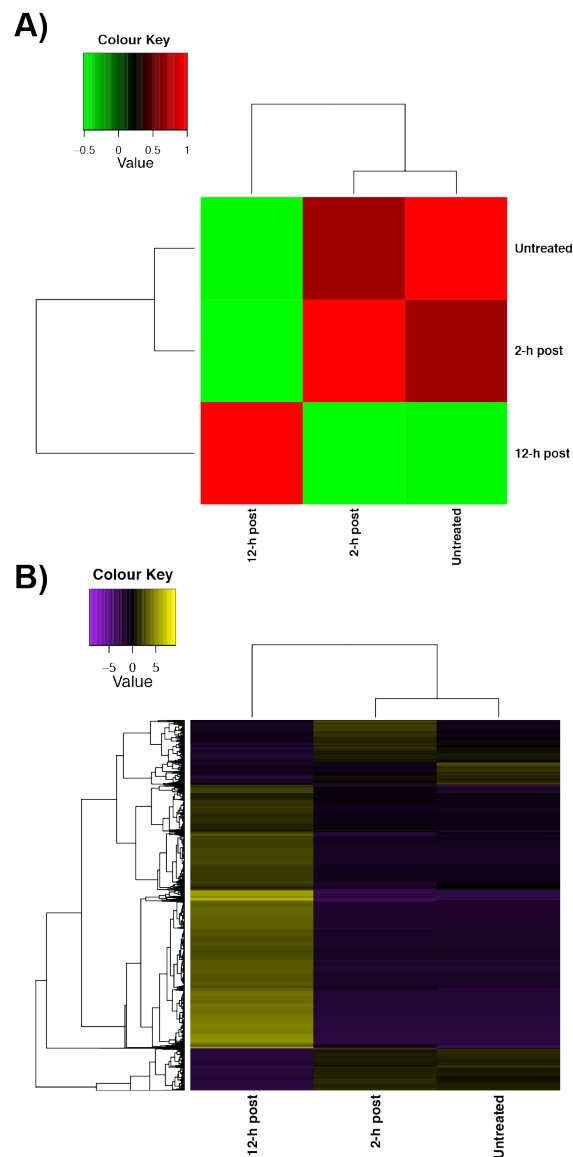 A)
Colour Key
−0.5 0 0.5 1
Value
Untreated
2-h post
12-h post
12-h post
2-h post
Untreated
B)
Colour Key
−5 0 5
Value
12-h post
2-h post
Untreated